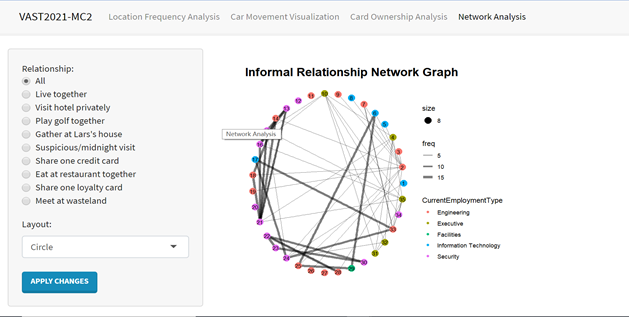 VAST2021-MC2 Location Frequency Analysis Car Movement Visualization Card Ownership Analysis Network Analysis
Relationship:
All
Live together
Visit hotel privately
Play golf together
Gather at Lars's house
Suspicious/midnight visit
Share one credit card
Eat at restaurant together
Share one loyalty card
Meet at wasteland
Layout:
Circle
APPLY CHANGES
Informal Relationship Network Graph
Network Analysis
size
8
freq
5
10
15
CurrentEmploymentType
Engineering
Executive
Facilities
Information Technology
Security